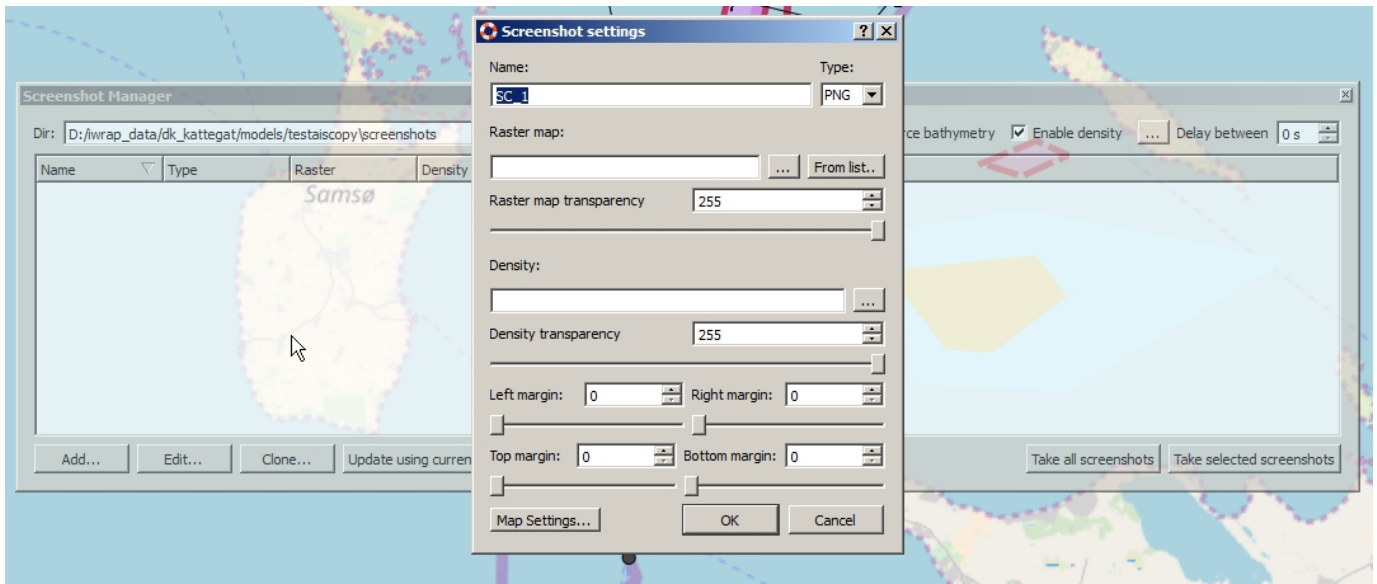 Screenshot settings
Name:
Type:
SC_1
PNG
Raster map:
...
From list..
Raster map transparency
255
Density:
...
Density transparency
255
Left margin:
0
Right margin:
0
Top margin:
0
Bottom margin:
0
Map Settings...
OK
Cancel
Screenshot Manager
Dir:
D:/iwrap_data/dk_kattegat/models/testaiscopy\screenshots
rce bathymetry
Enable density
...
Delay between
0 s
Name
Type
Raster
Density
Samsø
Add...
Edit...
Clone...
Update using curren
Take all screenshots
Take selected screenshots